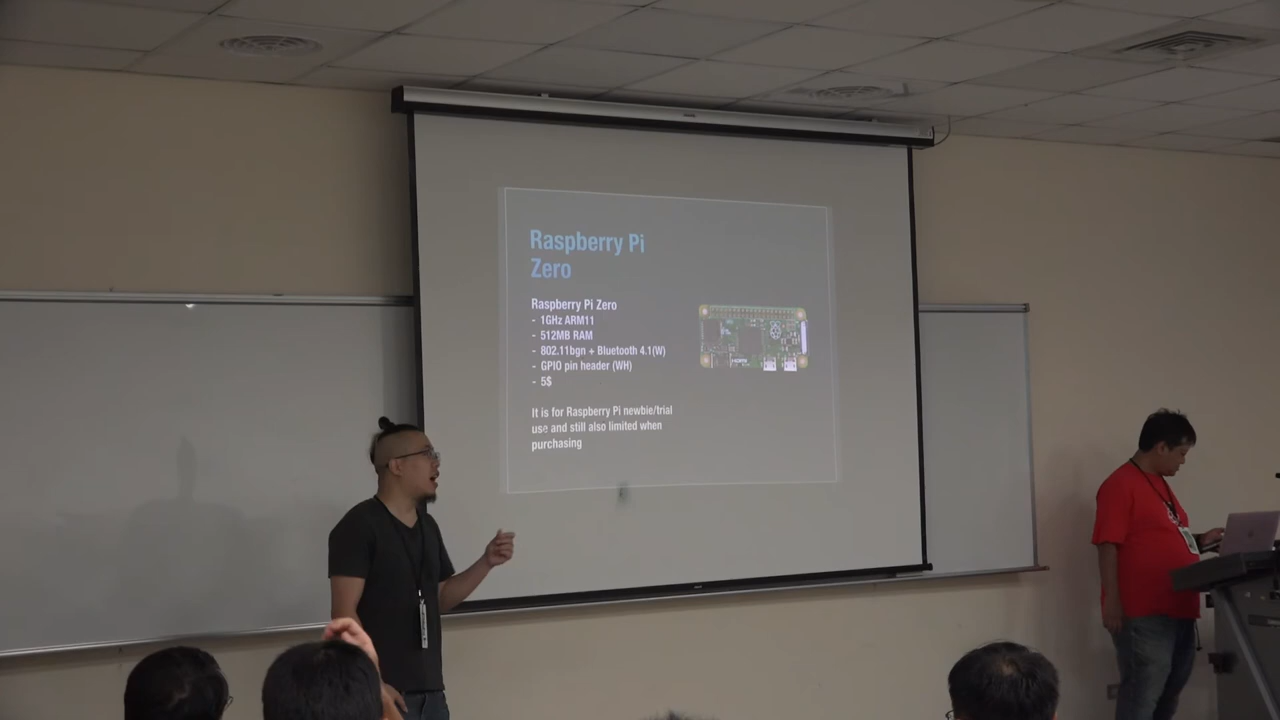 Raspberry Pi
Zero
Raspberry Pi Zero
- 1GHz ARM11
- 512MB RAM
- 802.11bgn + Bluetooth 4.1(W)
- GPIO pin header (WH)
- 5$
It is for Raspberry Pi newbie/trial
use and still also limited when
purchasing